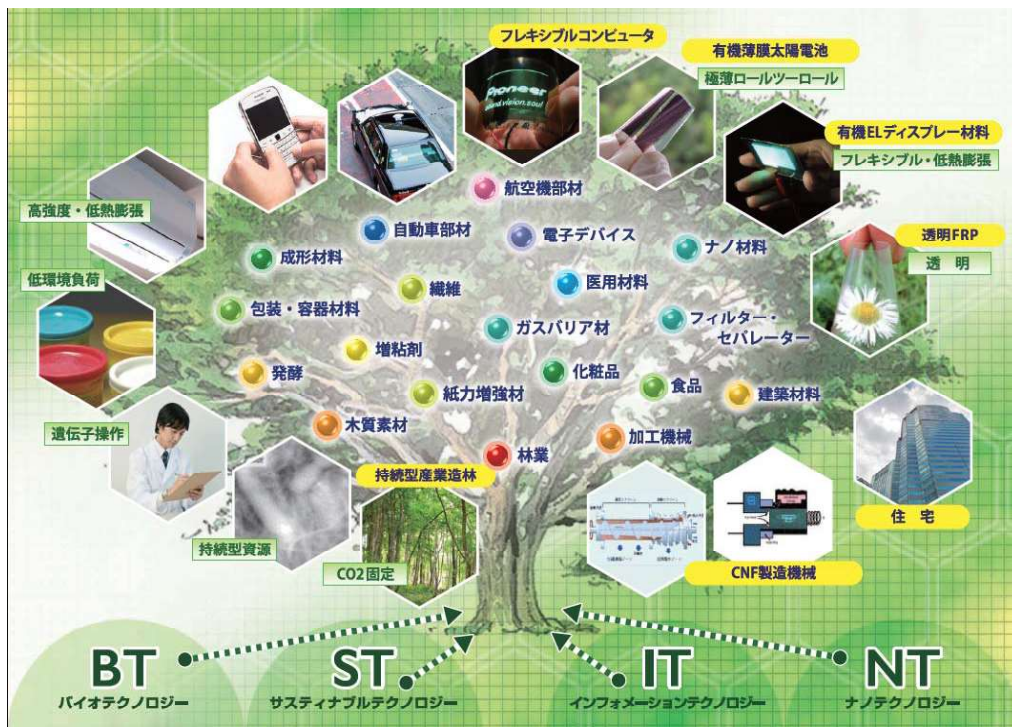 フレキシブルコンピュータ
有機薄膜太陽電池
極薄ロールツーロール
Pioneer
sound.vision.soul
有機ELディスプレー材料
フレキシブル・低熱膨張
航空機部材
高強度・低熱膨張
自動車部材
電子デバイス
ナノ材料
透明FRP
透 明
成形材料
低環境負荷
繊維
医用材料
包装・容器材料
ガスバリア材
フィルター・
セパレーター
増粘剤
発酵
化粧品
紙力増強材
食品
建築材料
遺伝子操作
木質素材
加工機械
林業
持続型産業造林
住 宅
持続型資源
CO2固定
CNF製造機械
BT
バイオテクノロジー
ST
サスティナブルテクノロジー
IT
インフォメーションテクノロジー
NT
ナノテクノロジー